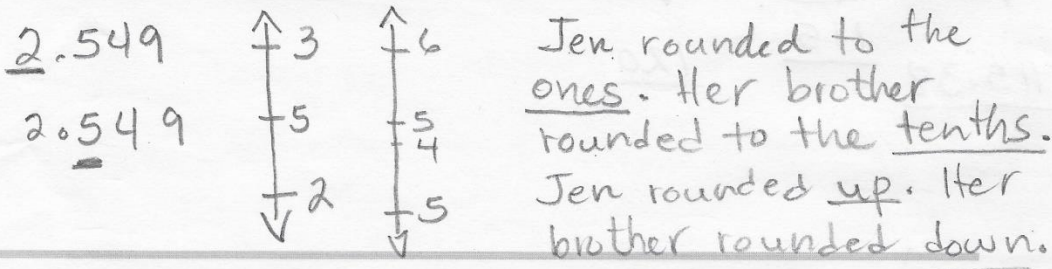 2.549
2.549
3
5
2
6
5
4
5
Jen rounded to the
ones. Her brother
rounded to the tenths.
Jen rounded up. Her
brother rounded down.